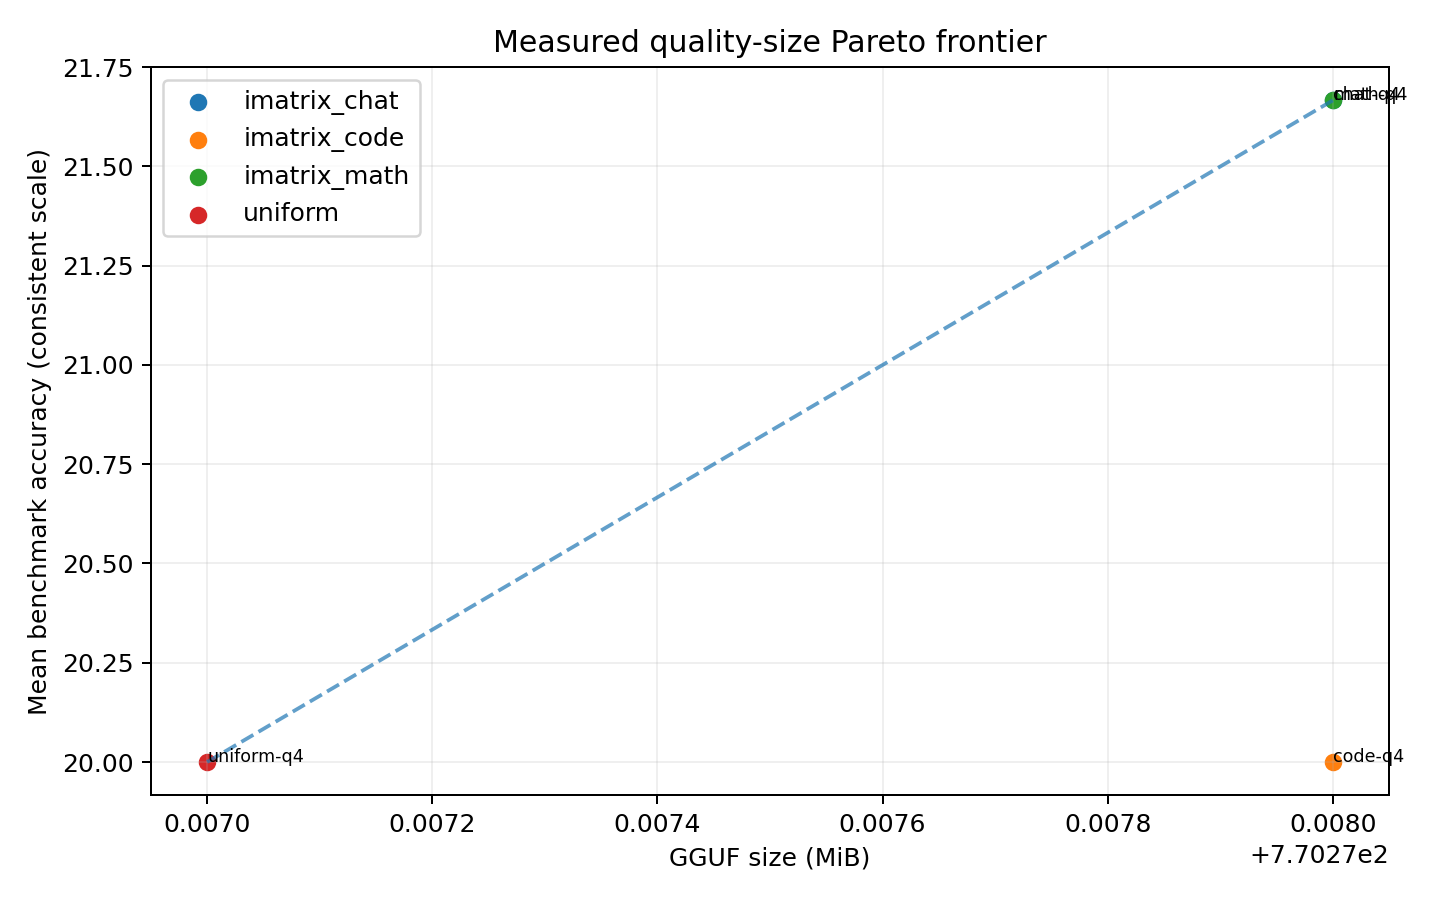 Measured quality-size Pareto frontier
21.75
21.50
21.25
21.00
20.75
20.50
20.25
20.00
Mean benchmark accuracy (consistent scale)
imatrix_chat
imatrix_code
imatrix_math
uniform
uniform-q4
code-q4
0.0070
0.0072
0.0074
0.0076
0.0078
0.0080
+7.7027e2
GGUF size (MiB)